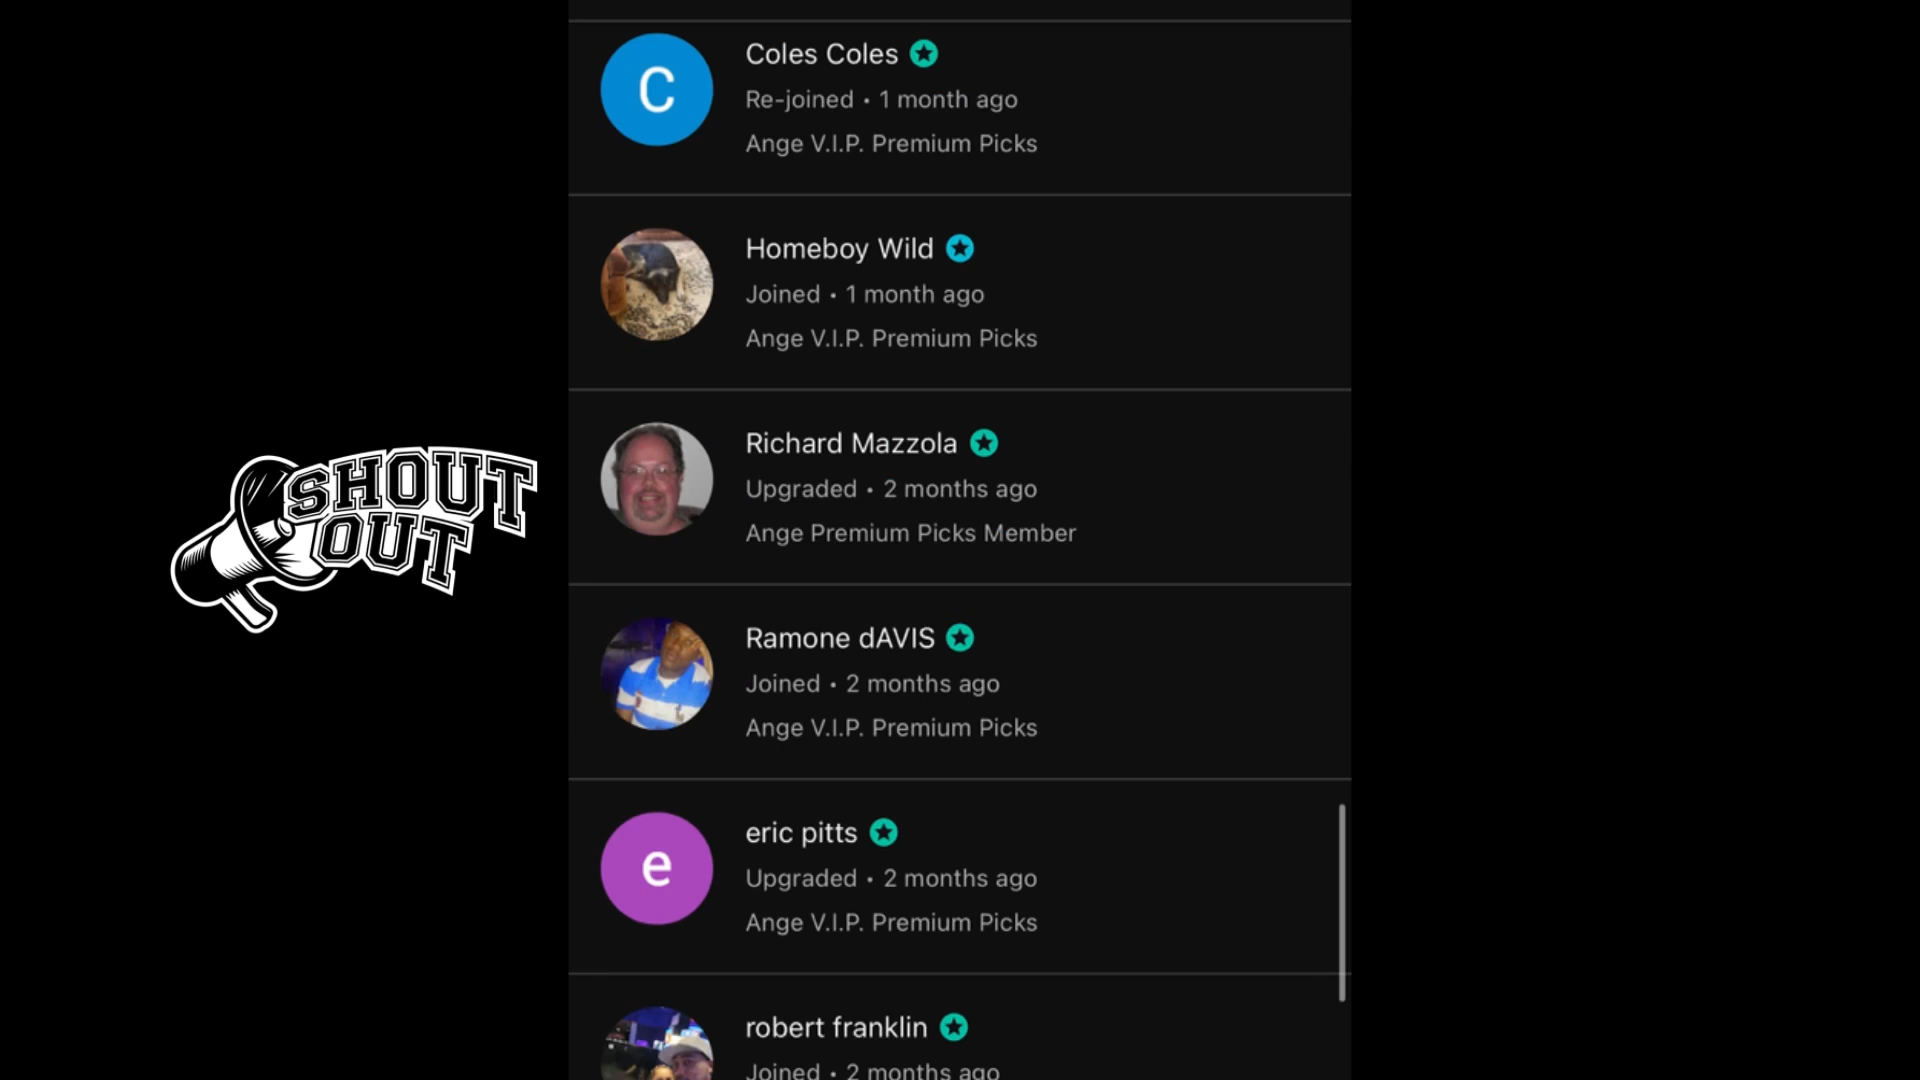 SHOUT
OUT
C
Coles Coles
Re-joined • 1 month ago
Ange V.I.P. Premium Picks
Homeboy Wild
Joined • 1 month ago
Ange V.I.P. Premium Picks
Richard Mazzola
Upgraded • 2 months ago
Ange Premium Picks Member
Ramone dAVIS
Joined • 2 months ago
Ange V.I.P. Premium Picks
e
eric pitts
Upgraded • 2 months ago
Ange V.I.P. Premium Picks
robert franklin
Joined • 2 months ago